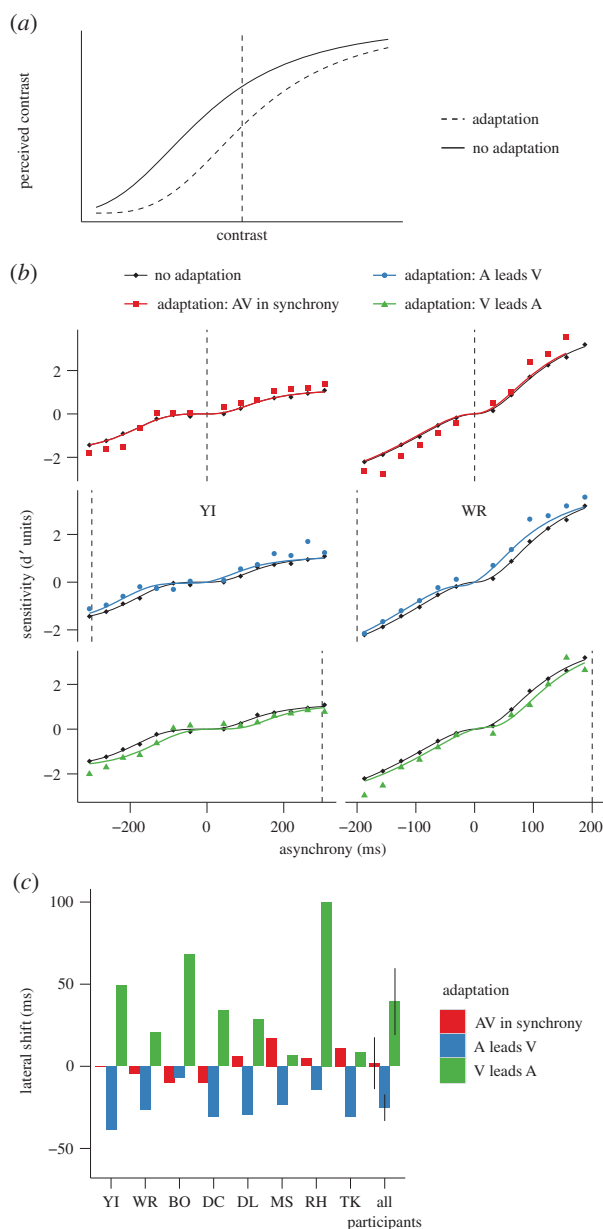 (a)
perceived contrast
contrast
adaptation
no adaptation
(b)
no adaptation
adaptation: A leads V
adaptation: AV in synchrony
adaptation: V leads A
sensitivity (d′ units)
2
0
−2
YI
WR
2
0
−2
2
0
−2
−200
0
200
−200
−100
0
100
200
asynchrony (ms)
(c)
lateral shift (ms)
100
50
0
−50
adaptation
AV in synchrony
A leads V
V leads A
YI
WR
BO
DC
DL
MS
RH
TK
all
participants